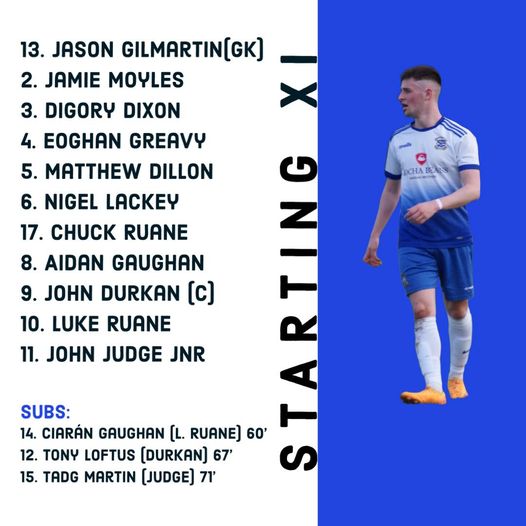 13. JASON GILMARTIN(GK)
2. JAMIE MOYLES
3. DIGORY DIXON
4. EOGHAN GREAVY
5. MATTHEW DILLON
6. NIGEL LACKEY
17. CHUCK RUANE
8. AIDAN GAUGHAN
9. JOHN DURKAN (C)
10. LUKE RUANE
11. JOHN JUDGE JNR
SUBS:
14. CIARÁN GAUGHAN (L. RUANE) 60'
12. TONY LOFTUS (DURKAN) 67'
15. TADG MARTIN (JUDGE) 71'
STARTING XI